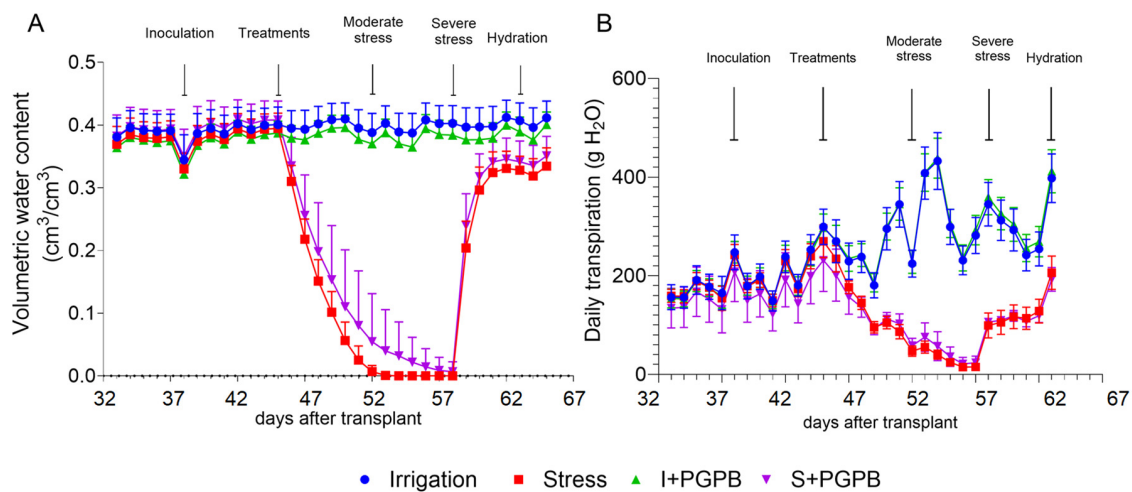 A
Inoculation
Treatments
Moderate
stress
Severe
stress
Hydration
Volumetric water content
(cm³/cm³)
0.5
0.4
0.3
0.2
0.1
0.0
32
37
42
47
52
57
62
67
days after transplant
B
Inoculation
Treatments
Moderate
stress
Severe
stress
Hydration
Daily transpiration (g H₂O)
600
400
200
0
32
37
42
47
52
57
62
67
days after transplant
Irrigation
Stress
I+PGPB
S+PGPB